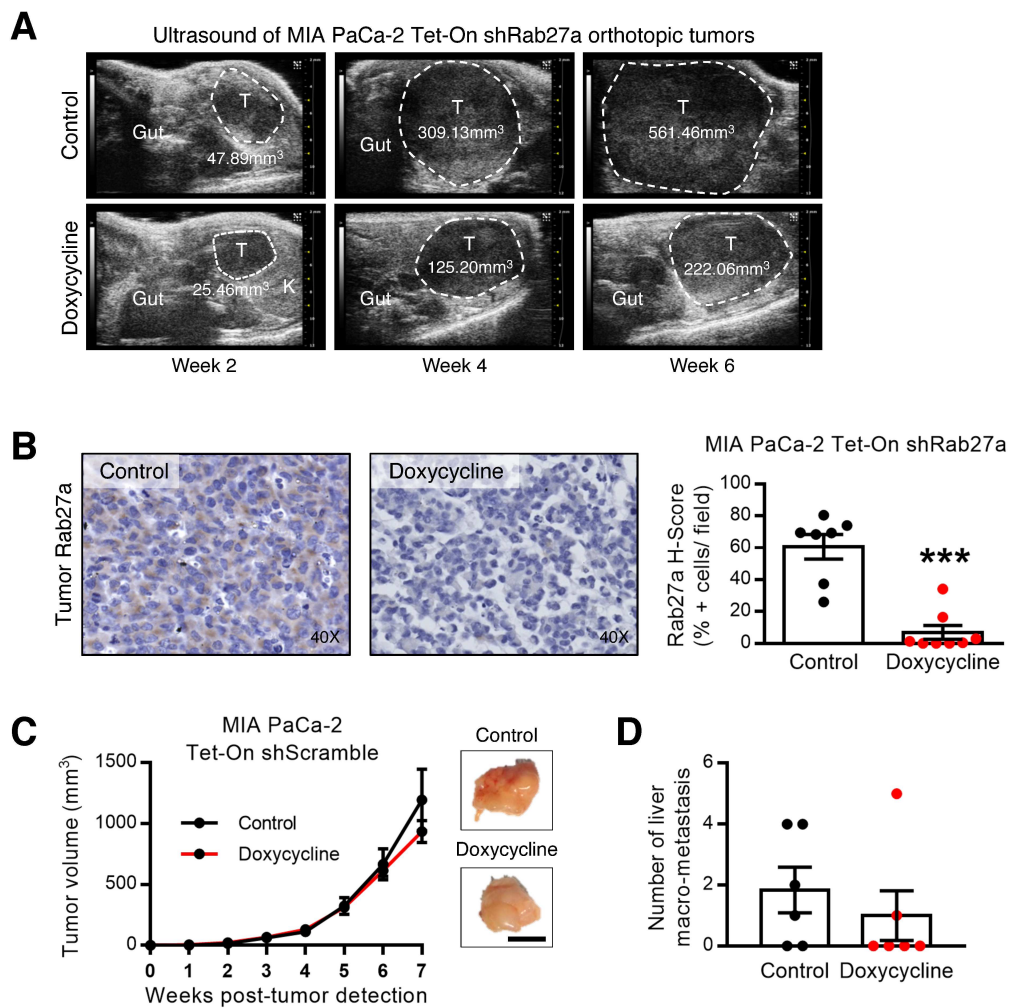 A
Ultrasound of MIA PaCa-2 Tet-On shRab27a orthotopic tumors
Control
T
Gut
47.89mm³
T
309.13mm³
Gut
T
561.46mm³
Doxycycline
T
25.46mm³
K
Gut
T
125.20mm³
Gut
T
222.06mm³
Gut
Week 2
Week 4
Week 6
B
Tumor Rab27a
Control
40X
Doxycycline
40X
MIA PaCa-2 Tet-On shRab27a
Rab27a H-Score
(% + cells/ field)
100
80
60
40
20
0
***
Control
Doxycycline
C
MIA PaCa-2
Tet-On shScramble
Tumor volume (mm³)
1500
1000
500
0
Control
Doxycycline
0 1 2 3 4 5 6 7
Weeks post-tumor detection
Control
Doxycycline
D
Number of liver
macro-metastasis
6
4
2
0
Control
Doxycycline